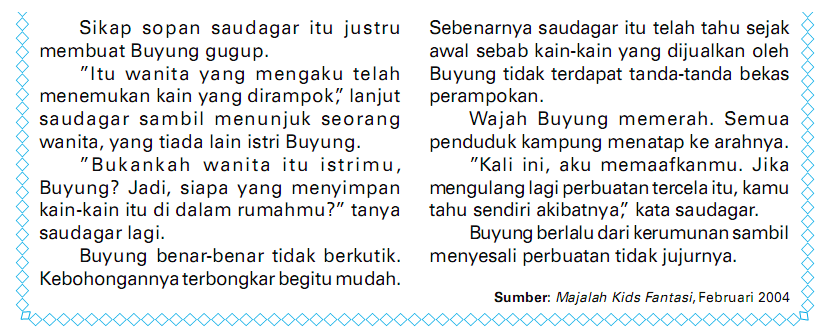 Sikap sopan saudagar itu justru
membuat Buyung gugup.
"Itu wanita yang mengaku telah
menemukan kain yang dirampok," lanjut
saudagar sambil menunjuk seorang
wanita, yang tiada lain istri Buyung.
"Bukankah wanita itu istrimu,
Buyung? Jadi, siapa yang menyimpan
kain-kain itu di dalam rumahmu?" tanya
saudagar lagi.
Buyung benar-benar tidak berkutik.
Kebohongannya terbongkar begitu mudah.
Sebenarnya saudagar itu telah tahu sejak
awal sebab kain-kain yang dijualkan oleh
Buyung tidak terdapat tanda-tanda bekas
perampokan.
Wajah Buyung memerah. Semua
penduduk kampung menatap ke arahnya.
"Kali ini, aku memaafkanmu. Jika
mengulang lagi perbuatan tercela itu, kamu
tahu sendiri akibatnya," kata saudagar.
Buyung berlalu dari kerumunan sambil
menyesali perbuatan tidak jujurnya.
Sumber: Majalah Kids Fantasi, Februari 2004